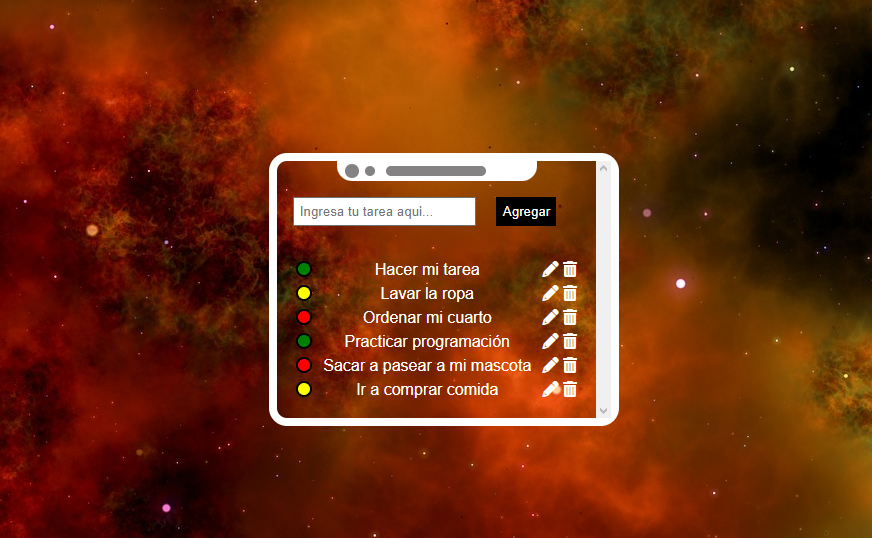 Ingresa tu tarea aqui...
Agregar
Hacer mi tarea
Lavar la ropa
Ordenar mi cuarto
Practicar programación
Sacar a pasear a mi mascota
Ir a comprar comida